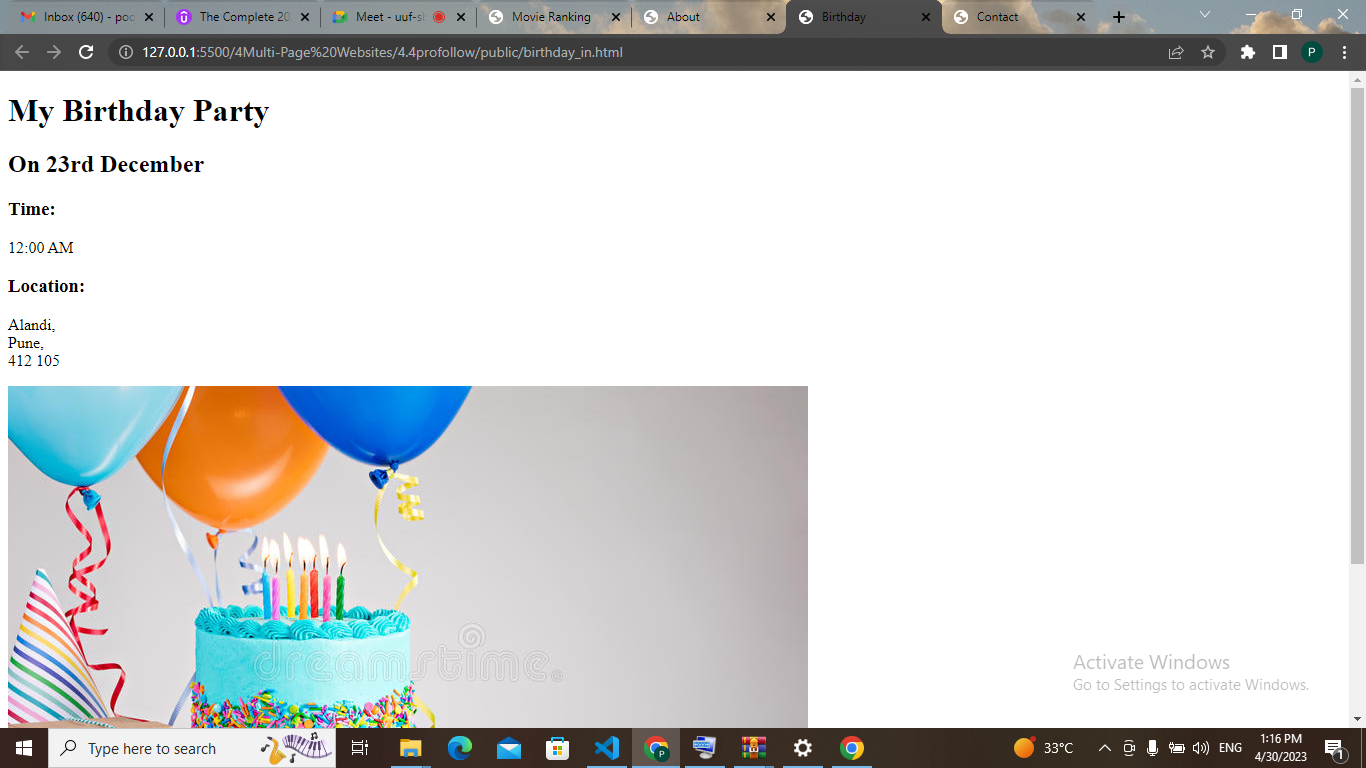 Inbox (640) - poo
The Complete 20
Meet - uuf-sl
Movie Ranking
About
Birthday
Contact
127.0.0.1:5500/4Multi-Page%20Websites/4.4profollow/public/birthday_in.html
P
My Birthday Party
On 23rd December
Time:
12:00 AM
Location:
Alandi,
Pune,
412 105
dreamstime.
Activate Windows
Go to Settings to activate Windows.
Type here to search
P
33°C
ENG
1:16 PM
4/30/2023
1